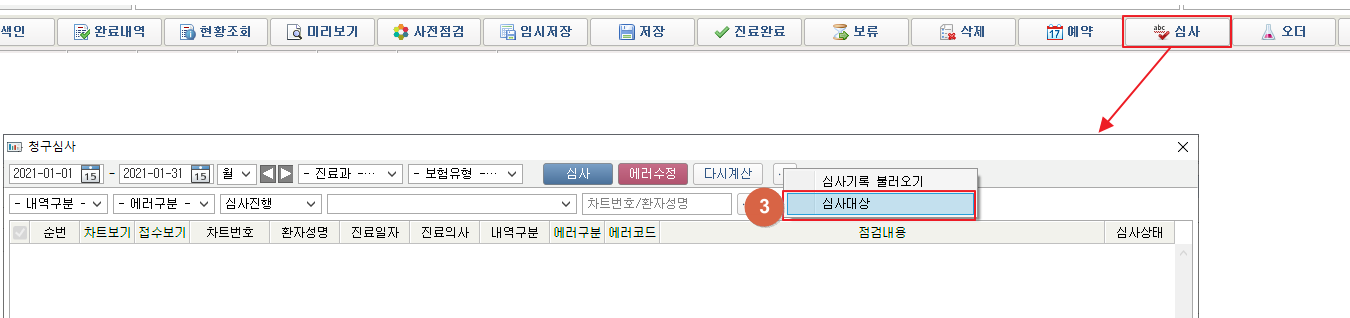 색인 완료내역 현황조회 미리보기 사전점검 임시저장 저장 진료완료 보류 삭제 17 예약 abc 심사 오더
청구심사
2021-01-01 15 - 2021-01-31 15 월 - 진료과 -··· - 보험유형 -··· 심사 에러수정 다시계산
심사기록 불러오기
- 내역구분 - - 에러구분 - 심사진행 차트번호/환자성명 3 심사대상
순번 차트보기 접수보기 차트번호 환자성명 진료일자 진료의사 내역구분 에러구분 에러코드 점검내용 심사상태